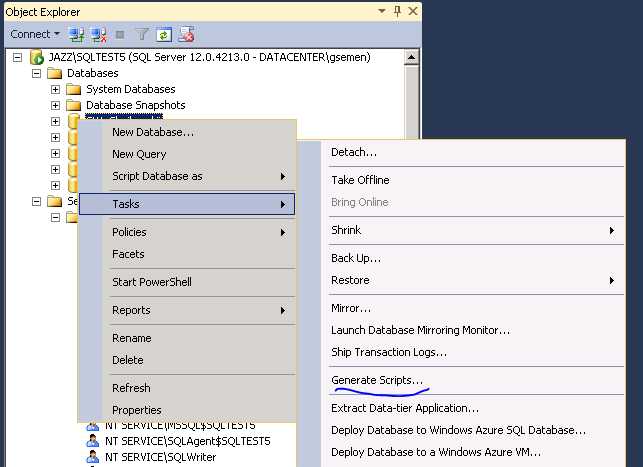 Object Explorer
Connect
JAZZ\SQLTEST5 (SQL Server 12.0.4213.0 - DATACENTER\gsemen)
Databases
System Databases
Database Snapshots
New Database...
New Query
Script Database as
Tasks
Policies
Facets
Start PowerShell
Reports
Rename
Delete
Refresh
Properties
Detach...
Take Offline
Bring Online
Shrink
Back Up...
Restore
Mirror...
Launch Database Mirroring Monitor...
Ship Transaction Logs...
Generate Scripts...
Extract Data-tier Application...
Deploy Database to Windows Azure SQL Database...
Deploy Database to a Windows Azure VM...
Se
NT SERVICE\MSSQL$SQLTEST5
NT SERVICE\SQLAgent$SQLTEST5
NT SERVICE\SQLWriter